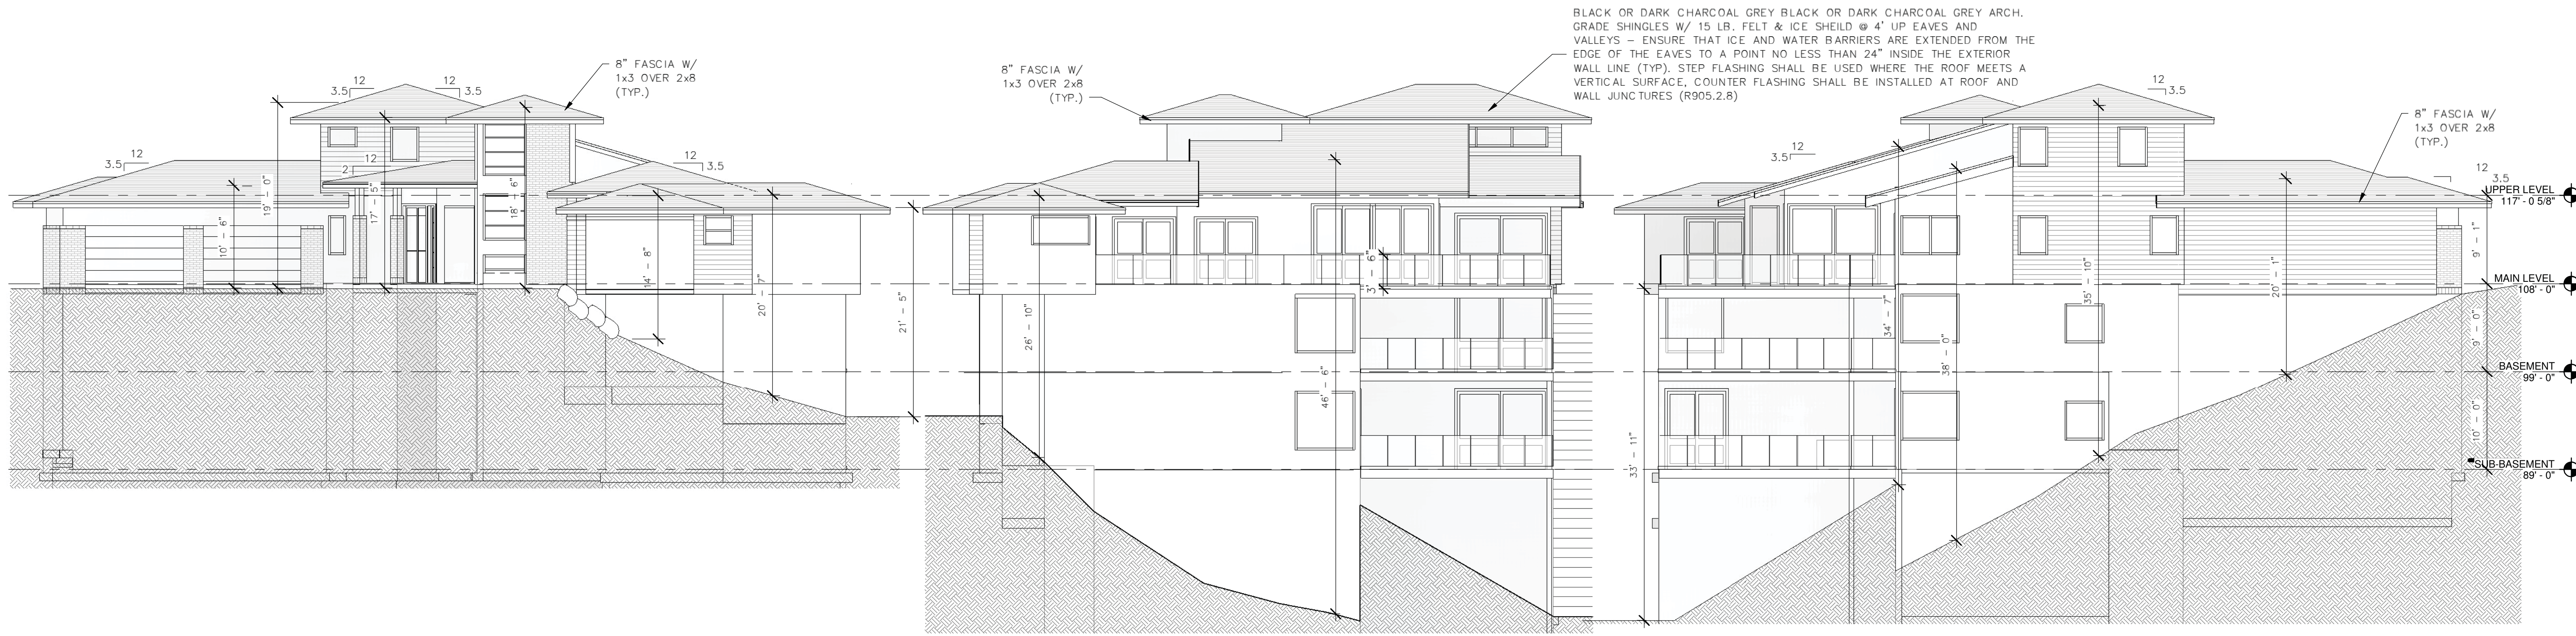 BLACK OR DARK CHARCOAL GREY BLACK OR DARK CHARCOAL GREY ARCH.
GRADE SHINGLES W/ 15 LB. FELT & ICE SHEILD @ 4' UP EAVES AND
VALLEYS – ENSURE THAT ICE AND WATER BARRIERS ARE EXTENDED FROM THE
EDGE OF THE EAVES TO A POINT NO LESS THAN 24" INSIDE THE EXTERIOR
WALL LINE (TYP). STEP FLASHING SHALL BE USED WHERE THE ROOF MEETS A
VERTICAL SURFACE, COUNTER FLASHING SHALL BE INSTALLED AT ROOF AND
WALL JUNCTURES (R905.2.8)
8" FASCIA W/
1x3 OVER 2x8
(TYP.)
12
3.5
12
3.5
12
3.5
12
2
12
3.5
10' – 6"
19' – 0"
17' – 5"
18' – 6"
14' – 8"
20' – 7"
21' – 5"
8" FASCIA W/
1x3 OVER 2x8
(TYP.)
26' – 10"
46' – 6"
3' – 6"
12
3.5
12
3.5
12
3.5
8" FASCIA W/
1x3 OVER 2x8
(TYP.)
33' – 11"
34' – 7"
38' – 0"
35' – 10"
20' – 1"
9' – 1"
9' – 0"
10' – 0"
UPPER LEVEL
117' - 0 5/8"
MAIN LEVEL
108' - 0"
BASEMENT
99' - 0"
SUB-BASEMENT
89' - 0"